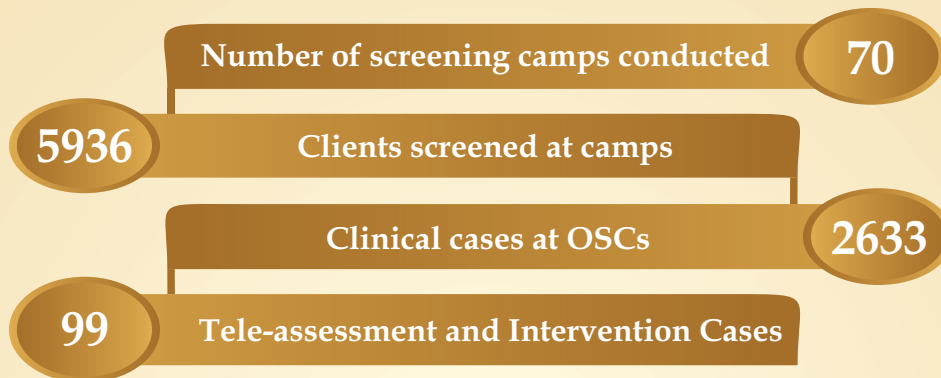 Number of screening camps conducted 70
5936 Clients screened at camps
Clinical cases at OSCs 2633
99 Tele-assessment and Intervention Cases